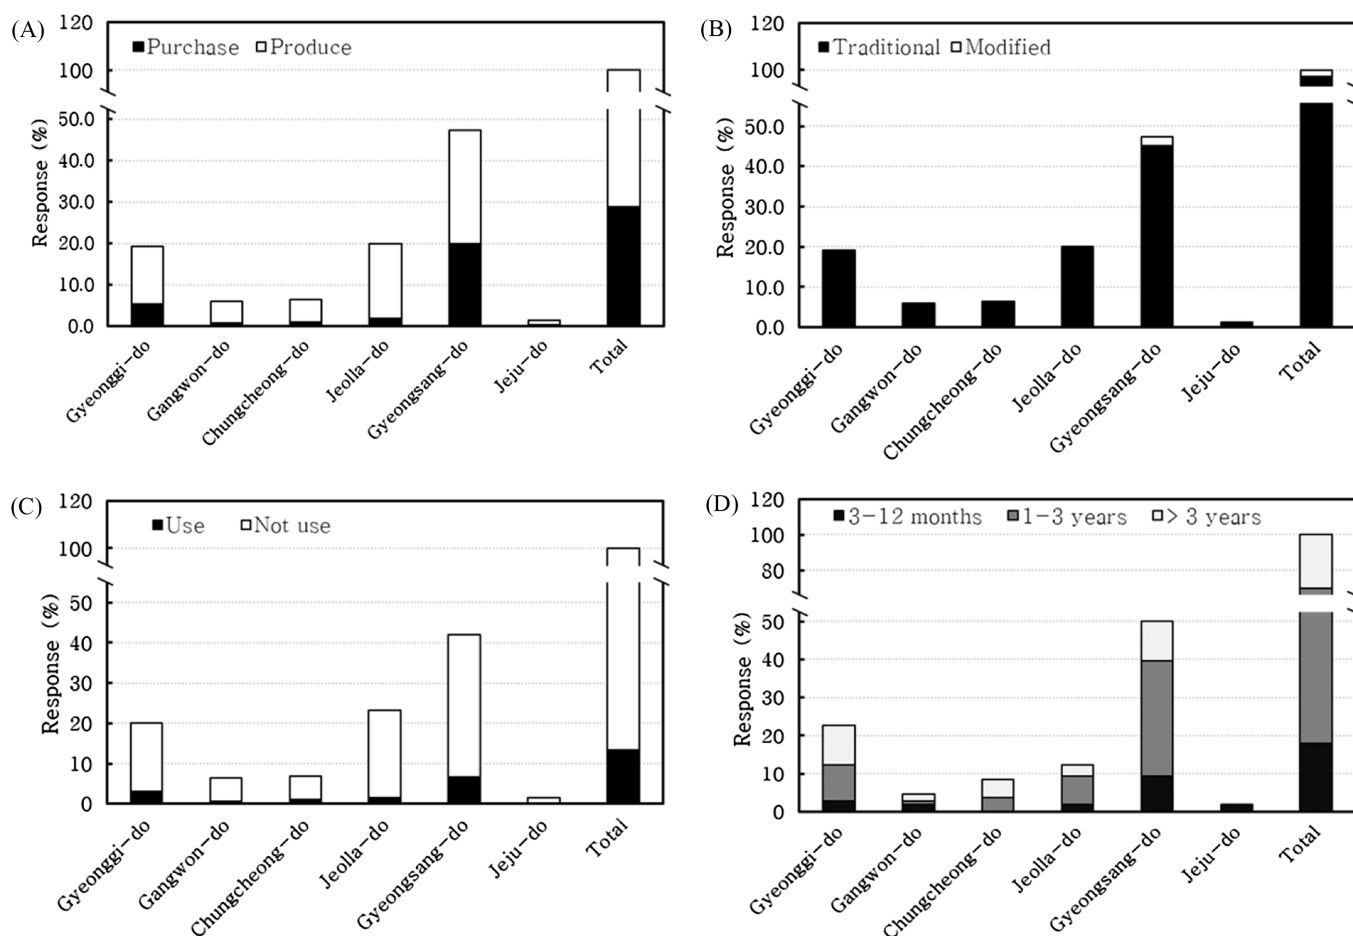 (A)
120
100
50.0
40.0
30.0
20.0
10.0
0.0
Response (%)
Purchase Produce
Gyeonggi-do Gangwon-do Chungcheong-do Jeolla-do Gyeongsang-do Jeju-do Total
(B)
120
100
50.0
40.0
30.0
20.0
10.0
0.0
Response (%)
Traditional Modified
Gyeonggi-do Gangwon-do Chungcheong-do Jeolla-do Gyeongsang-do Jeju-do Total
(C)
120
100
50
40
30
20
10
0
Response (%)
Use Not use
Gyeonggi-do Gangwon-do Chungcheong-do Jeolla-do Gyeongsang-do Jeju-do Total
(D)
120
100
80
50
40
30
20
10
0
Response (%)
3-12 months 1-3 years > 3 years
Gyeonggi-do Gangwon-do Chungcheong-do Jeolla-do Gyeongsang-do Jeju-do Total